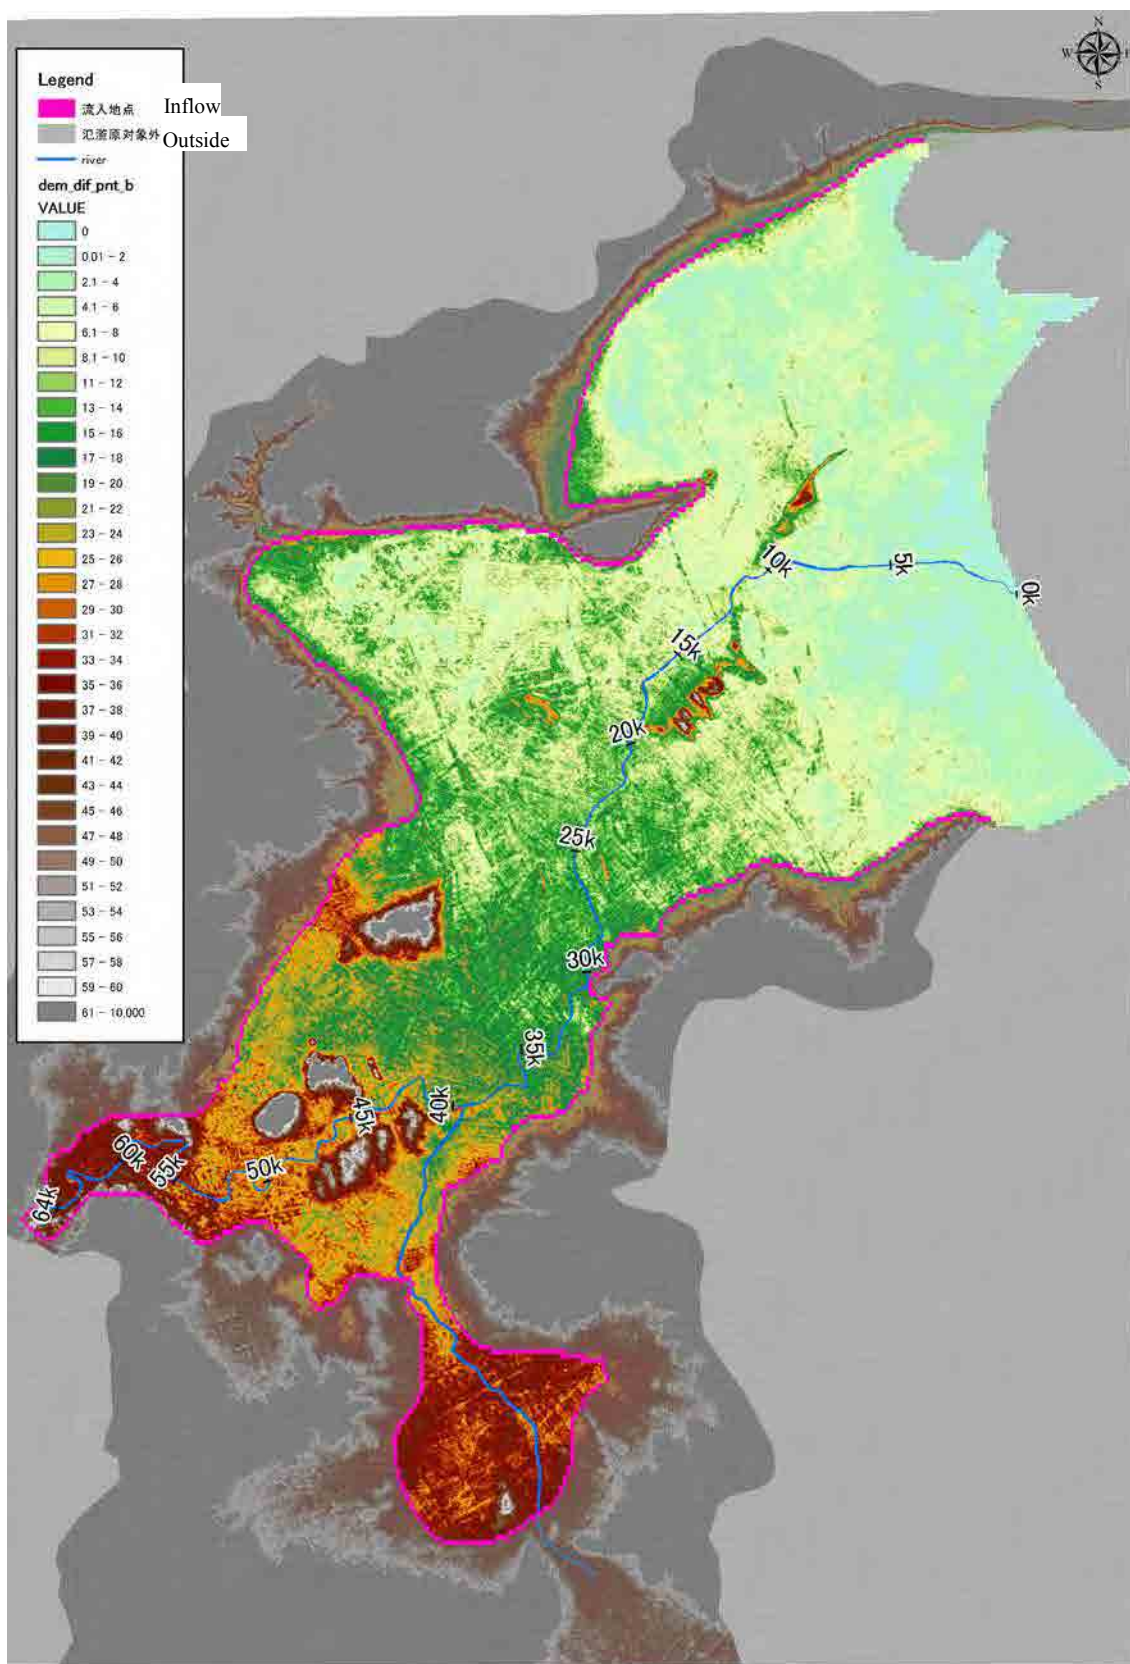 N
W
S
Legend
流入地点 Inflow
氾濫原対象外 Outside
river
dem_dif_pnt_b
VALUE
0
0.01 - 2
2.1 - 4
4.1 - 6
6.1 - 8
8.1 - 10
11 - 12
13 - 14
15 - 16
17 - 18
19 - 20
21 - 22
23 - 24
25 - 26
27 - 28
29 - 30
31 - 32
33 - 34
35 - 36
37 - 38
39 - 40
41 - 42
43 - 44
45 - 46
47 - 48
49 - 50
51 - 52
53 - 54
55 - 56
57 - 58
59 - 60
61 - 10,000
0k
5k
10k
15k
20k
25k
30k
35k
40k
45k
50k
55k
60k
64k